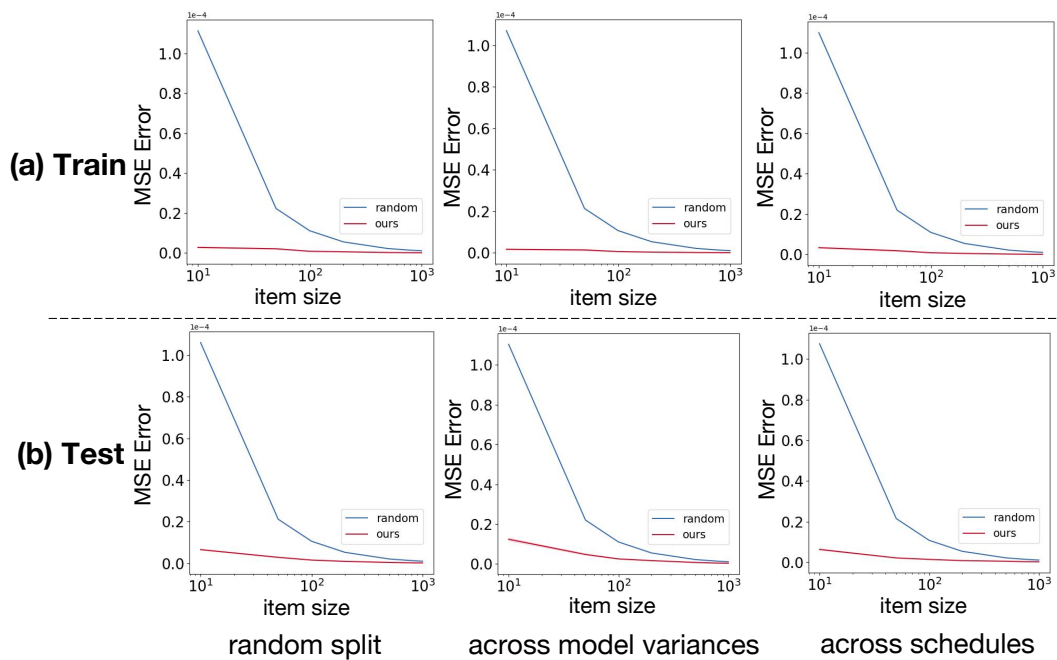 (a) Train
1e-4
MSE Error
1.0
0.8
0.6
0.4
0.2
0.0
random
ours
10^1 10^2 10^3
item size
1e-4
MSE Error
1.0
0.8
0.6
0.4
0.2
0.0
random
ours
10^1 10^2 10^3
item size
1e-4
MSE Error
1.0
0.8
0.6
0.4
0.2
0.0
random
ours
10^1 10^2 10^3
item size
(b) Test
1e-4
MSE Error
1.0
0.8
0.6
0.4
0.2
0.0
random
ours
10^1 10^2 10^3
item size
random split
1e-4
MSE Error
1.0
0.8
0.6
0.4
0.2
0.0
random
ours
10^1 10^2 10^3
item size
across model variances
1e-4
MSE Error
1.0
0.8
0.6
0.4
0.2
0.0
random
ours
10^1 10^2 10^3
item size
across schedules